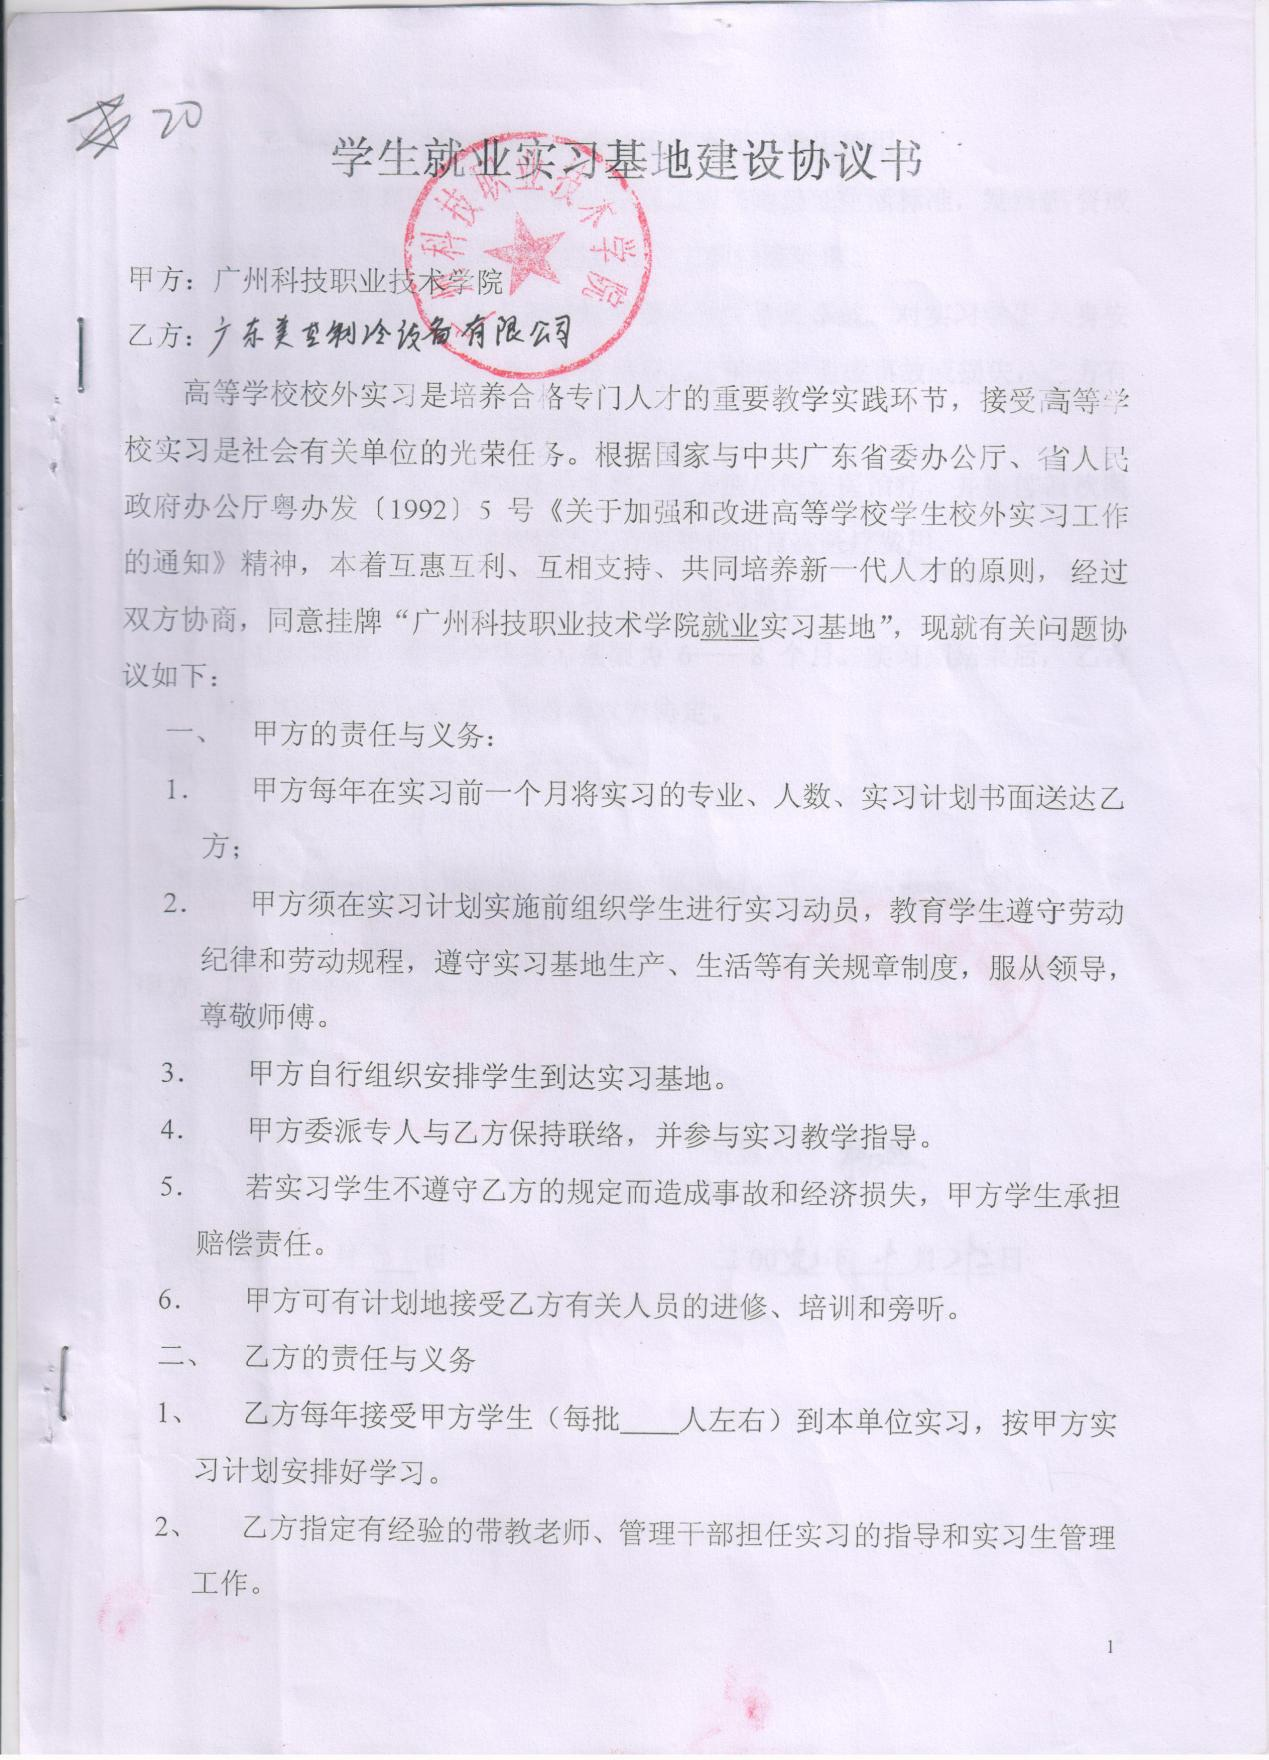 20
学生就业实习基地建设协议书
甲方：广州科技职业技术学院
乙方：广东美芝制冷设备有限公司
高等学校校外实习是培养合格专门人才的重要教学实践环节，接受高等学
校实习是社会有关单位的光荣任务。根据国家与中共广东省委办公厅、省人民
政府办公厅粤办发〔1992〕5 号《关于加强和改进高等学校学生校外实习工作
的通知》精神，本着互惠互利、互相支持、共同培养新一代人才的原则，经过
双方协商，同意挂牌“广州科技职业技术学院就业实习基地”，现就有关问题协
议如下：
一、 甲方的责任与义务：
1. 甲方每年在实习前一个月将实习的专业、人数、实习计划书面送达乙
方；
2. 甲方须在实习计划实施前组织学生进行实习动员，教育学生遵守劳动
纪律和劳动规程，遵守实习基地生产、生活等有关规章制度，服从领导，
尊敬师傅。
3. 甲方自行组织安排学生到达实习基地。
4. 甲方委派专人与乙方保持联络，并参与实习教学指导。
5. 若实习学生不遵守乙方的规定而造成事故和经济损失，甲方学生承担
赔偿责任。
6. 甲方可有计划地接受乙方有关人员的进修、培训和旁听。
二、 乙方的责任与义务
1、 乙方每年接受甲方学生（每批____人左右）到本单位实习，按甲方实
习计划安排好学习。
2、 乙方指定有经验的带教老师、管理干部担任实习的指导和实习生管理
工作。
1
广州科技职业技术学院